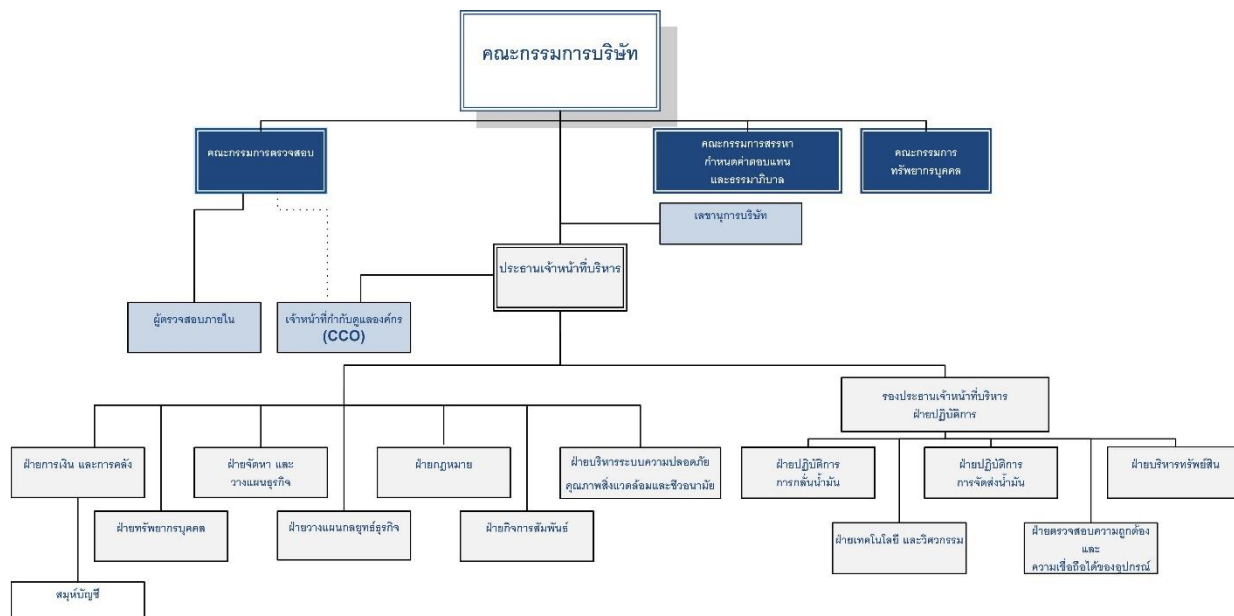 คณะกรรมการบริษัท
คณะกรรมการตรวจสอบ
คณะกรรมการสรรหา
กำหนดค่าตอบแทน
และธรรมาภิบาล
คณะกรรมการ
ทรัพยากรบุคคล
เลขานุการบริษัท
ประธานเจ้าหน้าที่บริหาร
ผู้ตรวจสอบภายใน
เจ้าหน้าที่กำกับดูแลองค์กร
(CCO)
รองประธานเจ้าหน้าที่บริหาร
ฝ่ายปฏิบัติการ
ฝ่ายการเงิน และการคลัง
ฝ่ายจัดหา และ
วางแผนธุรกิจ
ฝ่ายกฎหมาย
ฝ่ายบริหารระบบความปลอดภัย
คุณภาพสิ่งแวดล้อมและชีวอนามัย
ฝ่ายปฏิบัติการ
การกลั่นน้ำมัน
ฝ่ายปฏิบัติการ
การจัดส่งน้ำมัน
ฝ่ายบริหารทรัพย์สิน
ฝ่ายทรัพยากรบุคคล
ฝ่ายวางแผนกลยุทธ์ธุรกิจ
ฝ่ายกิจการสัมพันธ์
ฝ่ายเทคโนโลยี และวิศวกรรม
ฝ่ายตรวจสอบความถูกต้อง
และ
ความเชื่อถือได้ของอุปกรณ์
สมุห์บัญชี